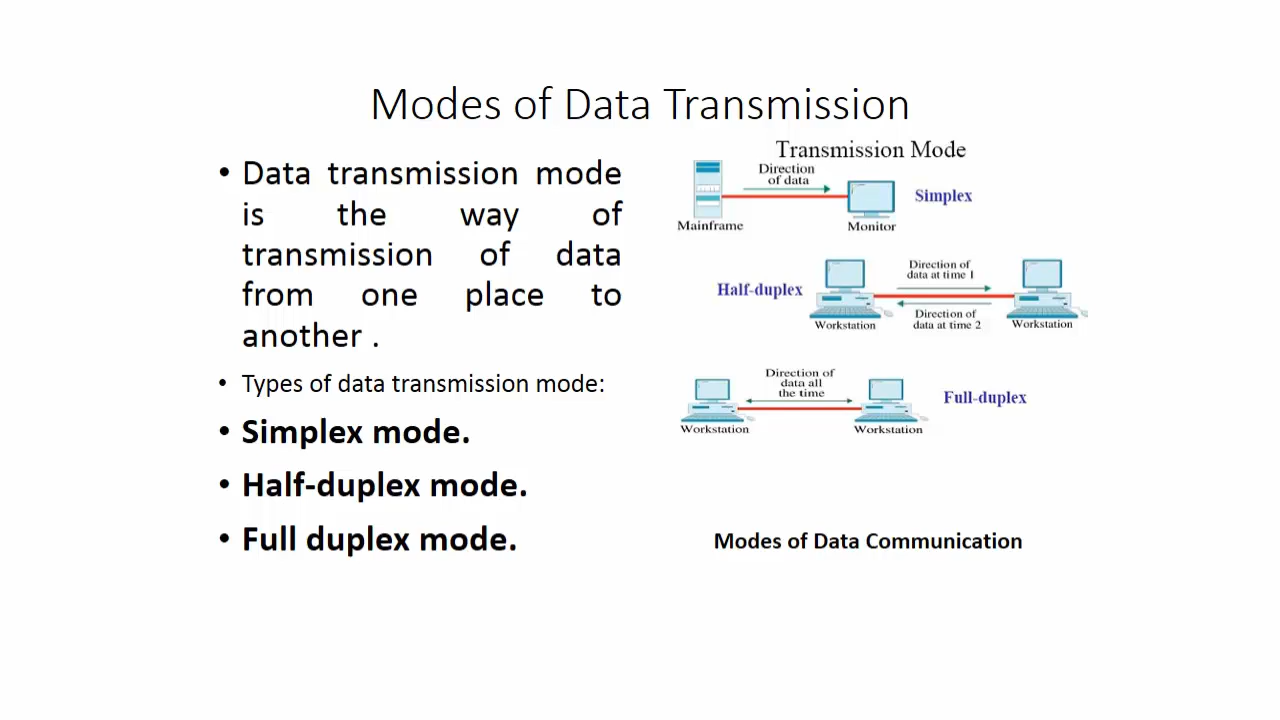 Modes of Data Transmission
• Data transmission mode
is the way of
transmission of data
from one place to
another .
• Types of data transmission mode:
• Simplex mode.
• Half-duplex mode.
• Full duplex mode.
Transmission Mode
Direction
of data
Simplex
Mainframe
Monitor
Direction of
data at time 1
Half-duplex
Direction of
data at time 2
Workstation
Workstation
Direction of
data all
the time
Full-duplex
Workstation
Workstation
Modes of Data Communication